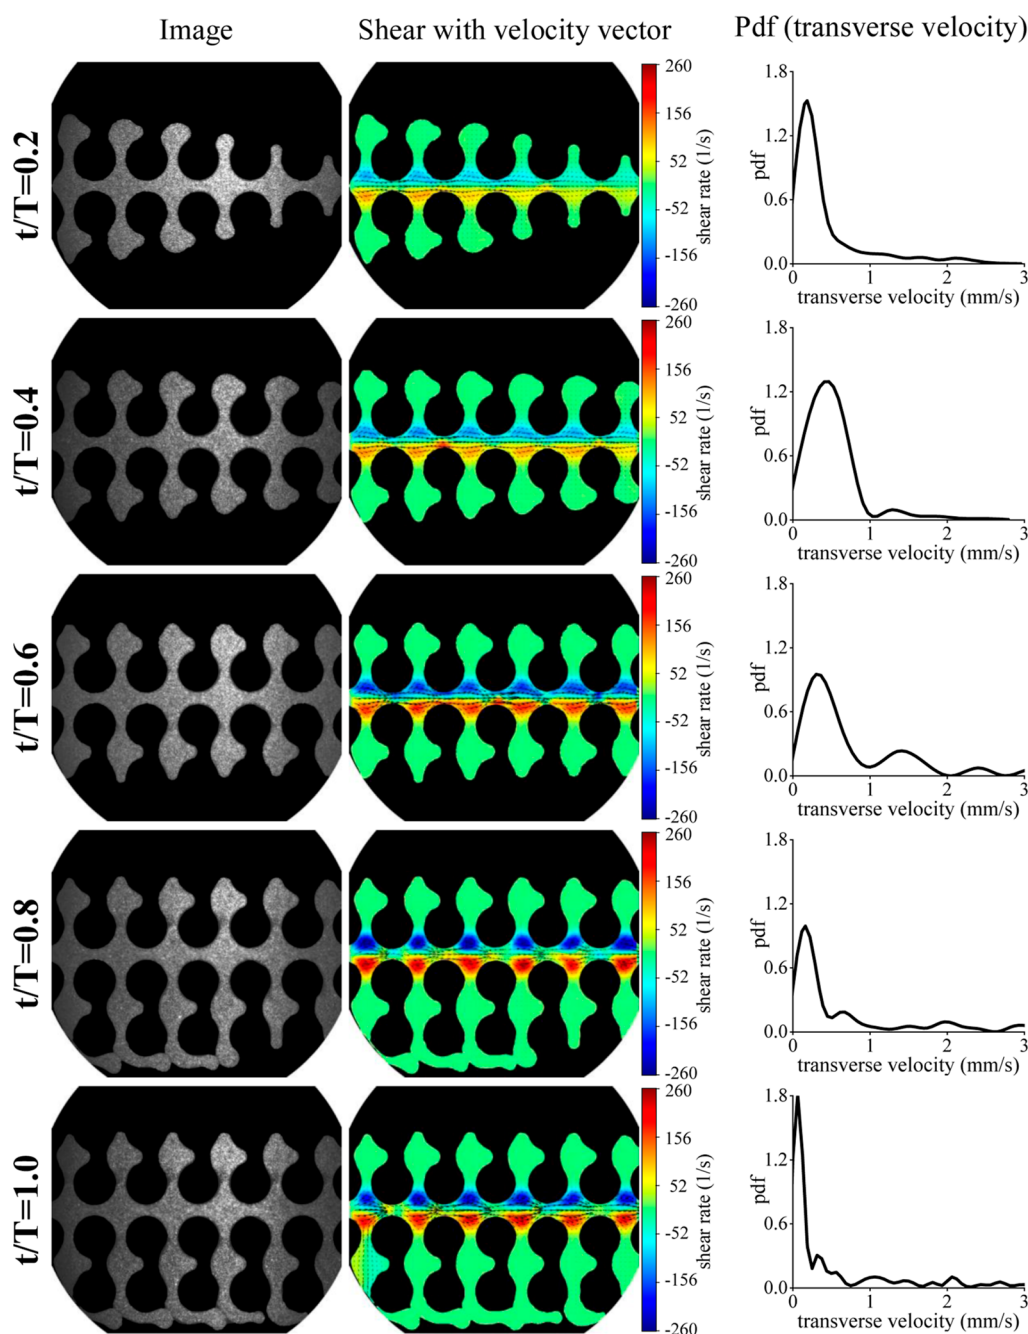 Image
Shear with velocity vector
Pdf (transverse velocity)
t/T=0.2
260
156
52
-52
-156
-260
shear rate (1/s)
pdf
1.8
1.2
0.6
0.0
0 1 2 3
transverse velocity (mm/s)
t/T=0.4
260
156
52
-52
-156
-260
shear rate (1/s)
pdf
1.8
1.2
0.6
0.0
0 1 2 3
transverse velocity (mm/s)
t/T=0.6
260
156
52
-52
-156
-260
shear rate (1/s)
pdf
1.8
1.2
0.6
0.0
0 1 2 3
transverse velocity (mm/s)
t/T=0.8
260
156
52
-52
-156
-260
shear rate (1/s)
pdf
1.8
1.2
0.6
0.0
0 1 2 3
transverse velocity (mm/s)
t/T=1.0
260
156
52
-52
-156
-260
shear rate (1/s)
pdf
1.8
1.2
0.6
0.0
0 1 2 3
transverse velocity (mm/s)